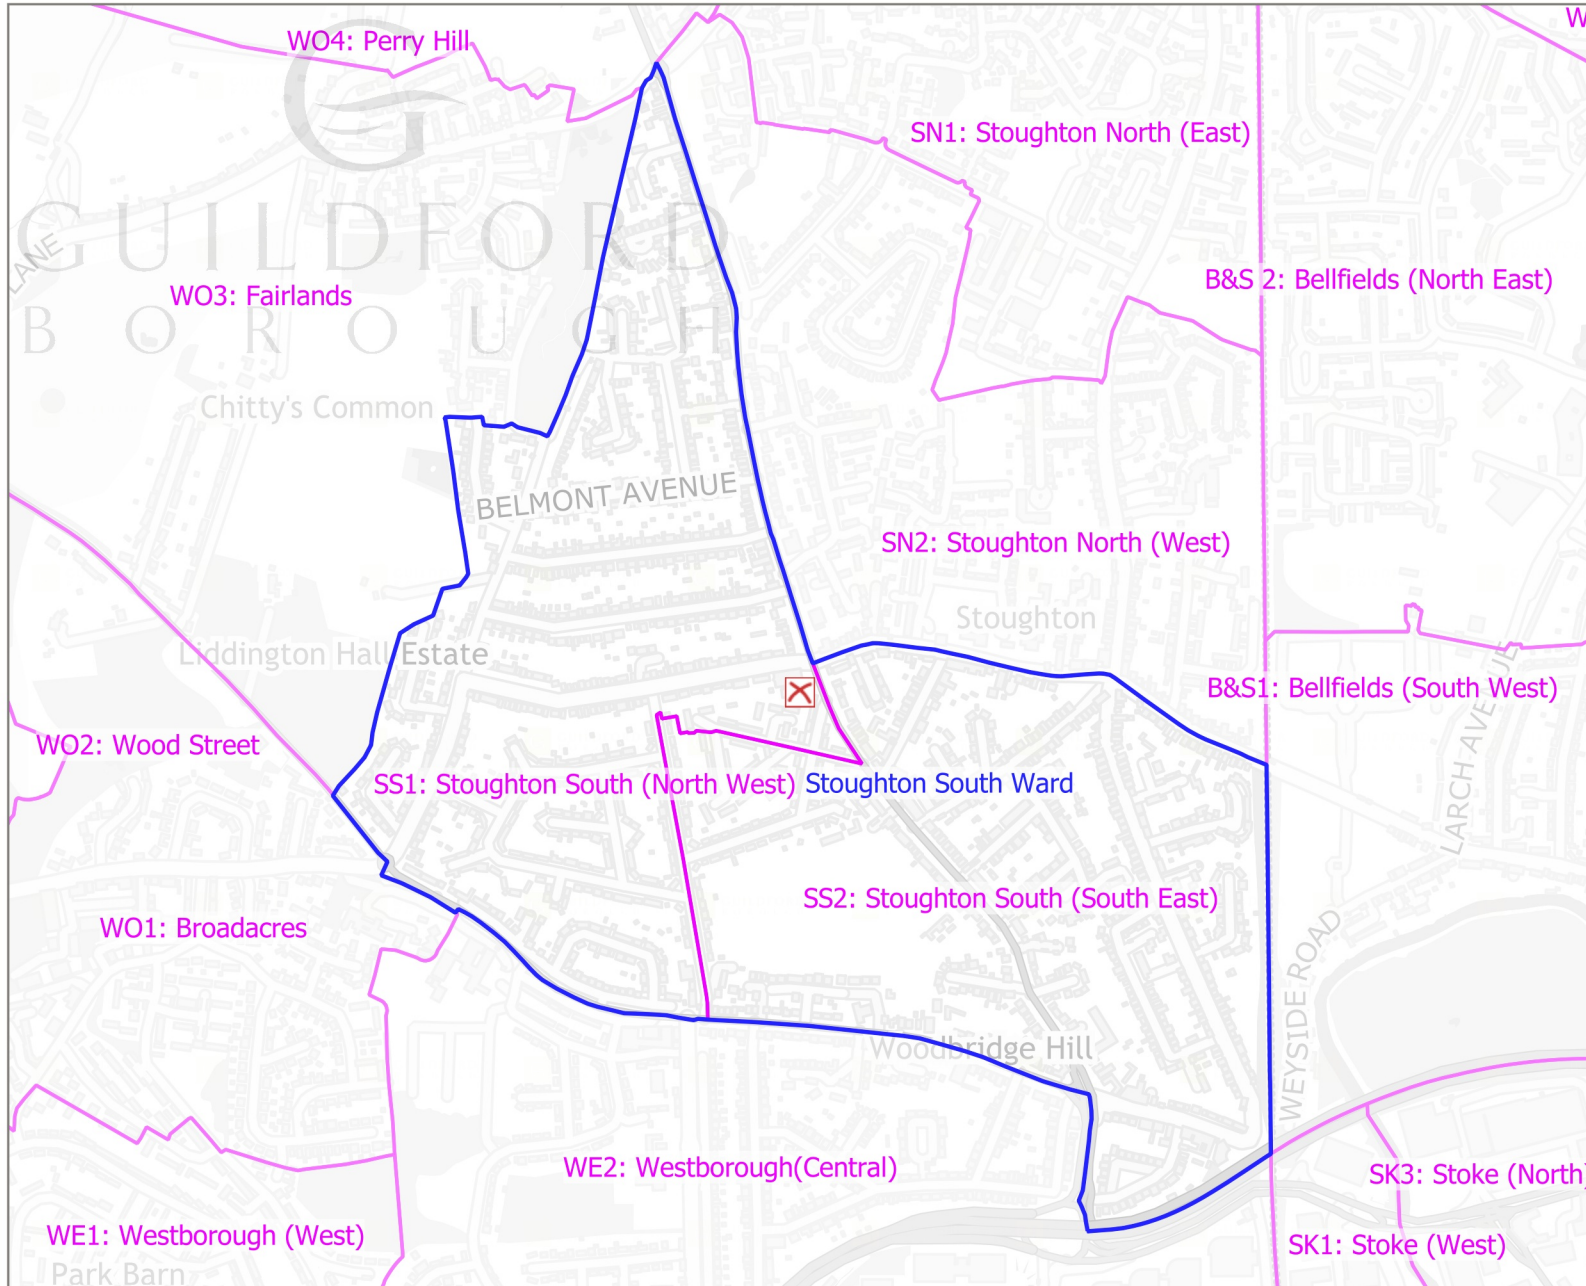 W
WO4: Perry Hill
SN1: Stoughton North (East)
GUILDFORD
LANE
B&S 2: Bellfields (North East)
WO3: Fairlands
BOROUGH
Chitty's Common
BELMONT AVENUE
SN2: Stoughton North (West)
Stoughton
Liddington Hall Estate
B&S1: Bellfields (South West)
WO2: Wood Street
SS1: Stoughton South (North West)
Stoughton South Ward
LARCH AVENUE
SS2: Stoughton South (South East)
WO1: Broadacres
WEYSIDE ROAD
Woodbridge Hill
WE2: Westborough(Central)
SK3: Stoke (North)
WE1: Westborough (West)
SK1: Stoke (West)
Park Barn